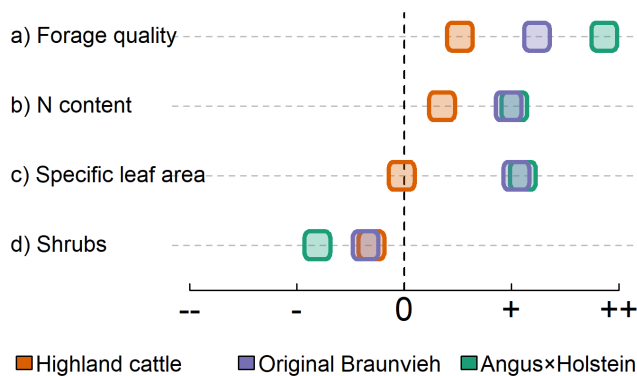 a) Forage quality
b) N content
c) Specific leaf area
d) Shrubs
-- - 0 + ++
Highland cattle Original Braunvieh Angus×Holstein